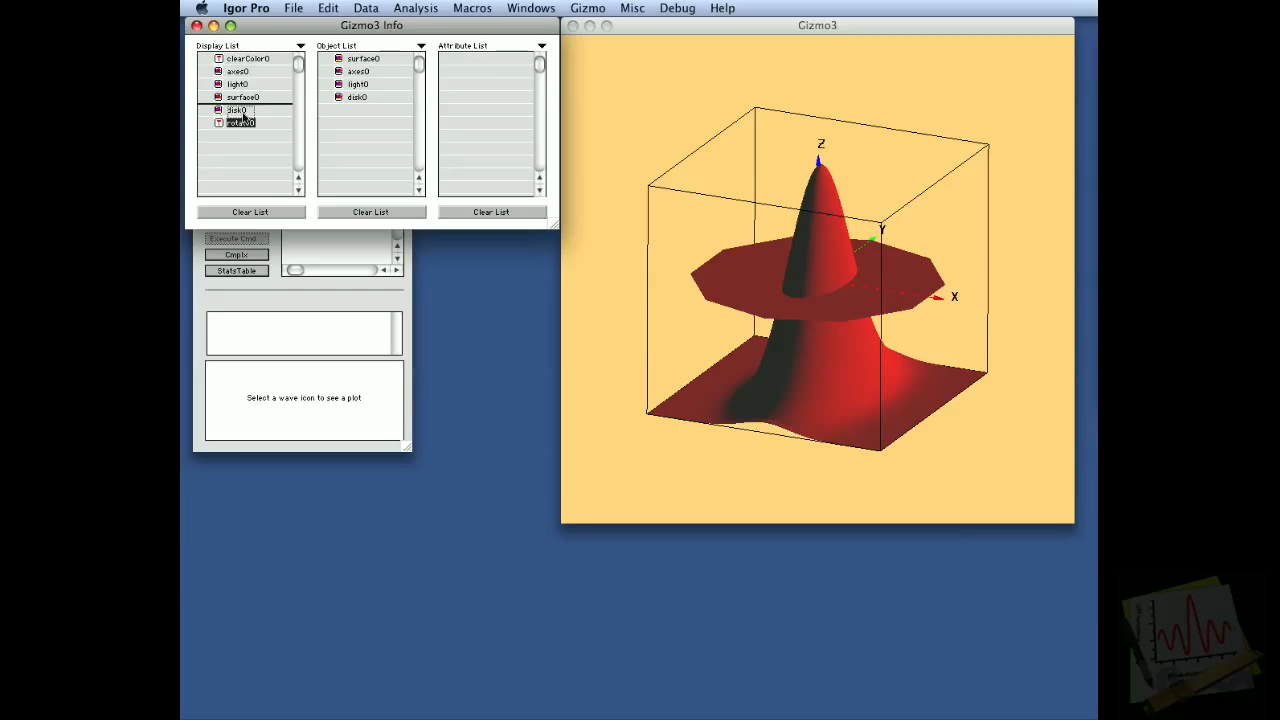 Igor Pro File Edit Data Analysis Macros Windows Gizmo Misc Debug Help
Gizmo3 Info
Gizmo3
Display List Object List Attribute List
clearColor0
axes0
light0
surface0
disk0
rotate0
surface0
axes0
light0
disk0
Clear List Clear List Clear List
Execute Cmd
Cmplx
StatsTable
Select a wave icon to see a plot
Z
Y
X